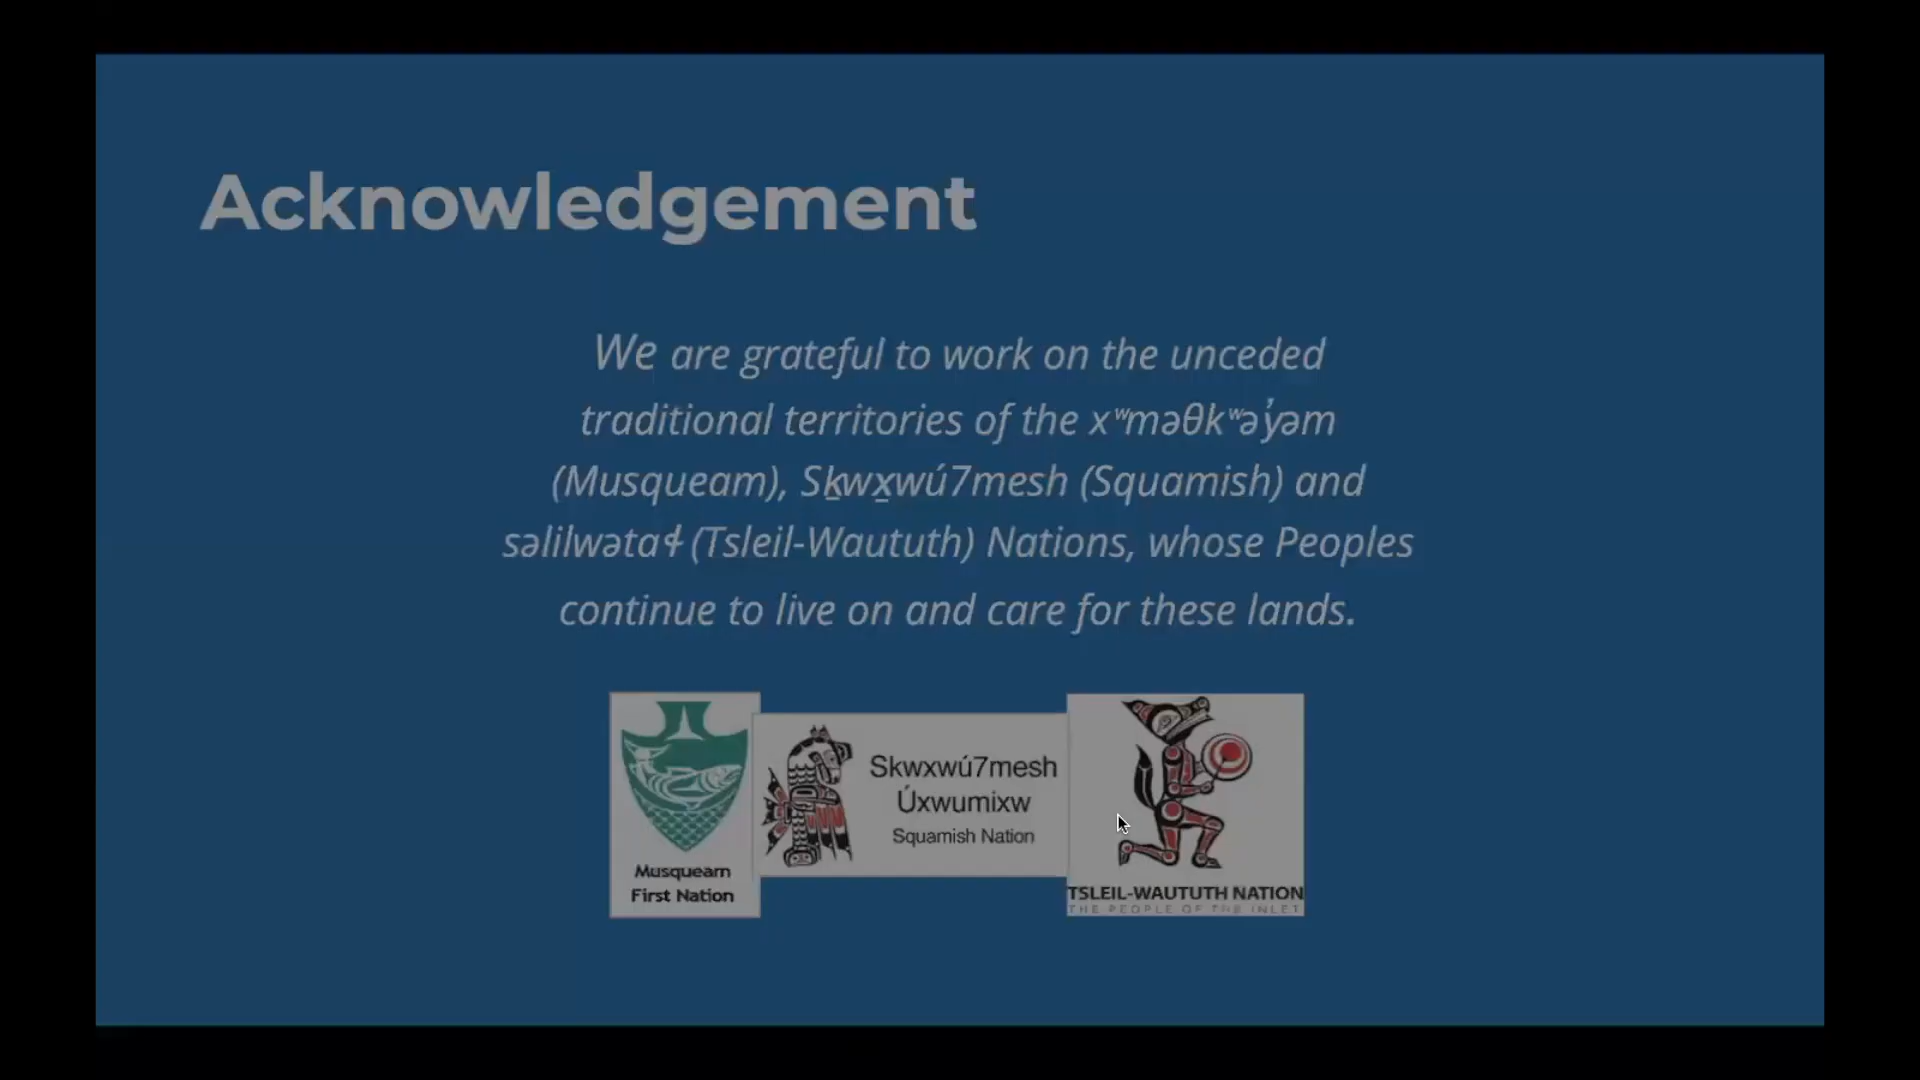 Acknowledgement
We are grateful to work on the unceded
traditional territories of the xʷməθkʷəy̓əm
(Musqueam), Sḵwx̱wú7mesh (Squamish) and
səlilwətaɬ (Tsleil-Waututh) Nations, whose Peoples
continue to live on and care for these lands.
Musqueam
First Nation
Skwxwú7mesh
Úxwumixw
Squamish Nation
TSLEIL-WAUTUTH NATION
THE PEOPLE OF THE INLET